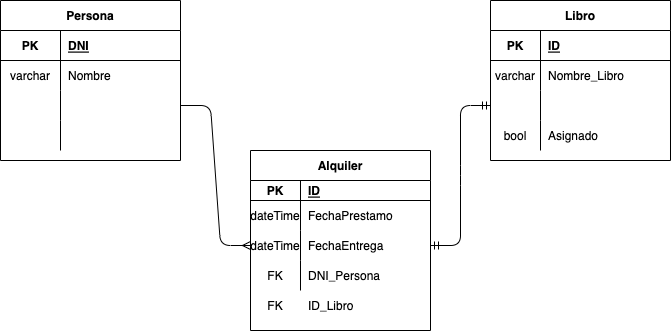 Persona
PK DNI
varchar Nombre
Libro
PK ID
varchar Nombre_Libro
bool Asignado
Alquiler
PK ID
dateTime FechaPrestamo
dateTime FechaEntrega
FK DNI_Persona
FK ID_Libro